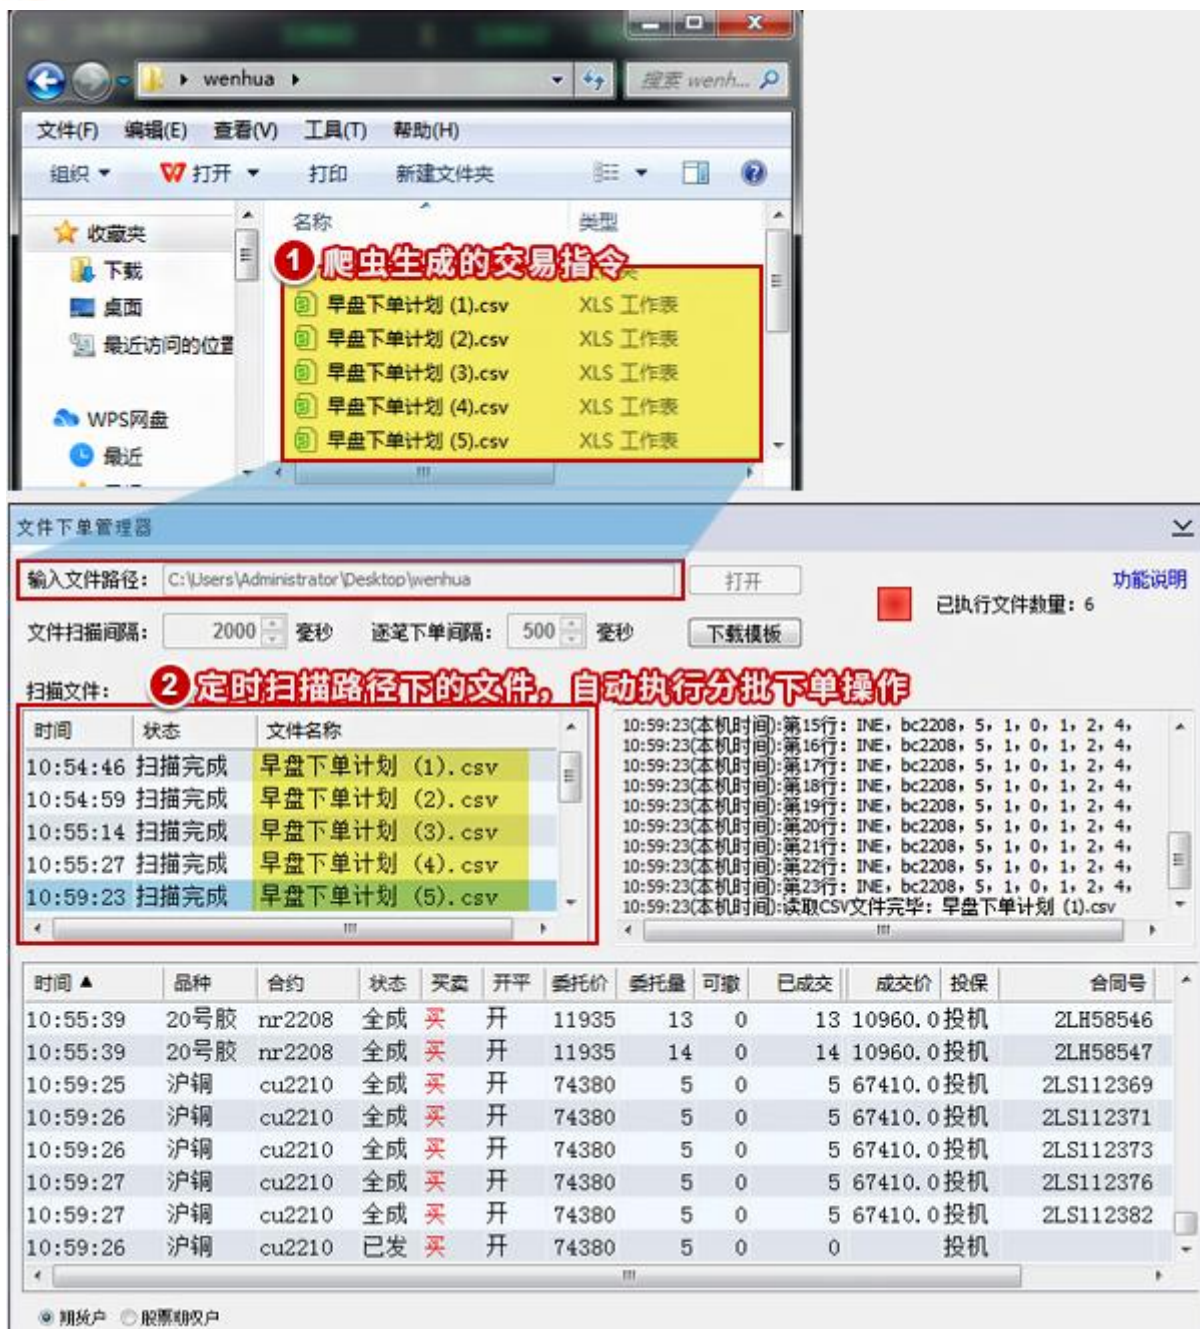 wenhua
搜索 wenh...
文件(F) 编辑(E) 查看(V) 工具(T) 帮助(H)
组织 打开 打印 新建文件夹
收藏夹
下载
桌面
最近访问的位置
WPS网盘
最近
名称 类型
1 爬虫生成的交易指令
早盘下单计划 (1).csv XLS 工作表
早盘下单计划 (2).csv XLS 工作表
早盘下单计划 (3).csv XLS 工作表
早盘下单计划 (4).csv XLS 工作表
早盘下单计划 (5).csv XLS 工作表
文件下单管理器
输入文件路径: C:\Users\Administrator\Desktop\wenhua 打开
功能说明
已执行文件数量: 6
文件扫描间隔: 2000 毫秒 逐笔下单间隔: 500 毫秒 下载模板
2 定时扫描路径下的文件，自动执行分批下单操作
扫描文件:
时间 状态 文件名称
10:54:46 扫描完成 早盘下单计划 (1).csv
10:54:59 扫描完成 早盘下单计划 (2).csv
10:55:14 扫描完成 早盘下单计划 (3).csv
10:55:27 扫描完成 早盘下单计划 (4).csv
10:59:23 扫描完成 早盘下单计划 (5).csv
10:59:23(本机时间):第15行: INE, bc2208, 5, 1, 0, 1, 2, 4,
10:59:23(本机时间):第16行: INE, bc2208, 5, 1, 0, 1, 2, 4,
10:59:23(本机时间):第17行: INE, bc2208, 5, 1, 0, 1, 2, 4,
10:59:23(本机时间):第18行: INE, bc2208, 5, 1, 0, 1, 2, 4,
10:59:23(本机时间):第19行: INE, bc2208, 5, 1, 0, 1, 2, 4,
10:59:23(本机时间):第20行: INE, bc2208, 5, 1, 0, 1, 2, 4,
10:59:23(本机时间):第21行: INE, bc2208, 5, 1, 0, 1, 2, 4,
10:59:23(本机时间):第22行: INE, bc2208, 5, 1, 0, 1, 2, 4,
10:59:23(本机时间):第23行: INE, bc2208, 5, 1, 0, 1, 2, 4,
10:59:23(本机时间):读取CSV文件完毕: 早盘下单计划 (1).csv
时间▲ 品种 合约 状态 买卖 开平 委托价 委托量 可撤 已成交 成交价 投保 合同号
10:55:39 20号胶 nr2208 全成 买 开 11935 13 0 13 10960.0 投机 2LH58546
10:55:39 20号胶 nr2208 全成 买 开 11935 14 0 14 10960.0 投机 2LH58547
10:59:25 沪铜 cu2210 全成 买 开 74380 5 0 5 67410.0 投机 2LS112369
10:59:26 沪铜 cu2210 全成 买 开 74380 5 0 5 67410.0 投机 2LS112371
10:59:26 沪铜 cu2210 全成 买 开 74380 5 0 5 67410.0 投机 2LS112373
10:59:27 沪铜 cu2210 全成 买 开 74380 5 0 5 67410.0 投机 2LS112376
10:59:27 沪铜 cu2210 全成 买 开 74380 5 0 5 67410.0 投机 2LS112382
10:59:26 沪铜 cu2210 已发 买 开 74380 5 0 0 投机
期货户 股票期权户